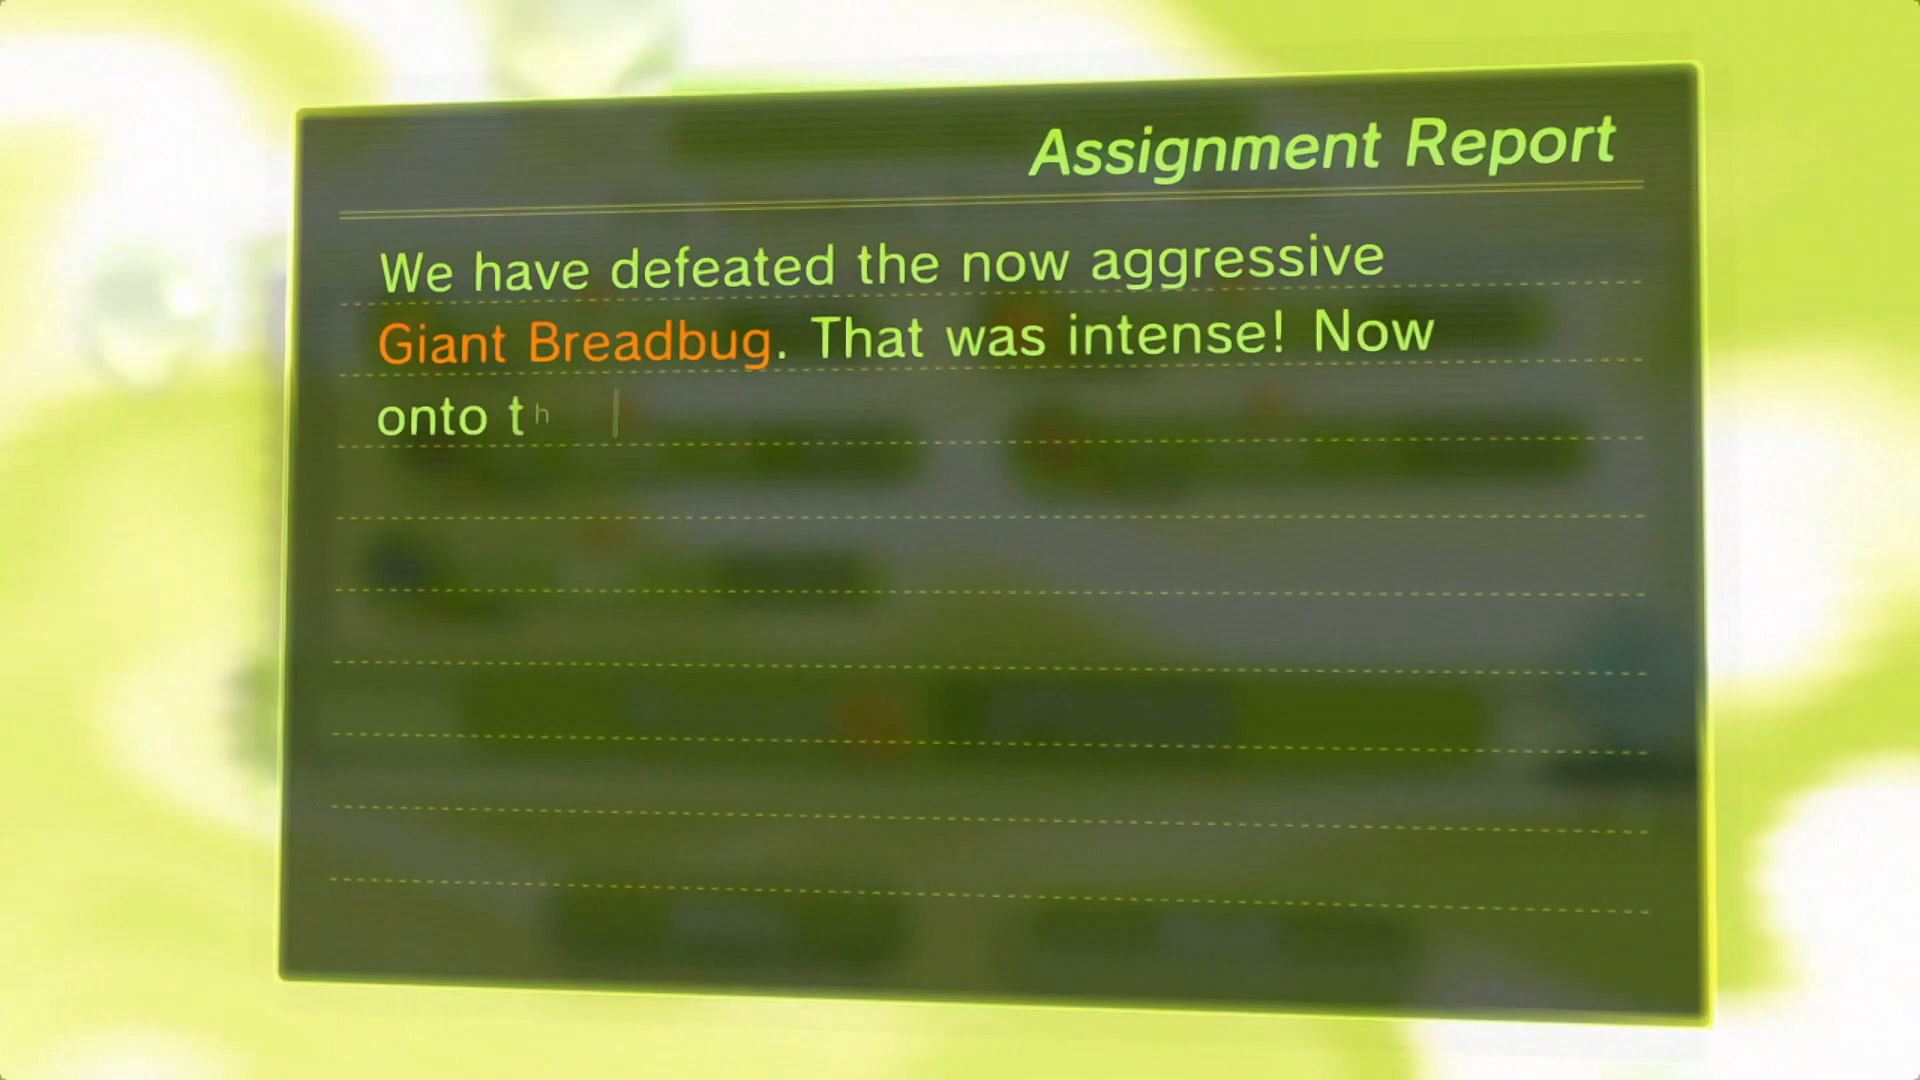 Assignment Report
We have defeated the now aggressive
Giant Breadbug. That was intense! Now
onto th